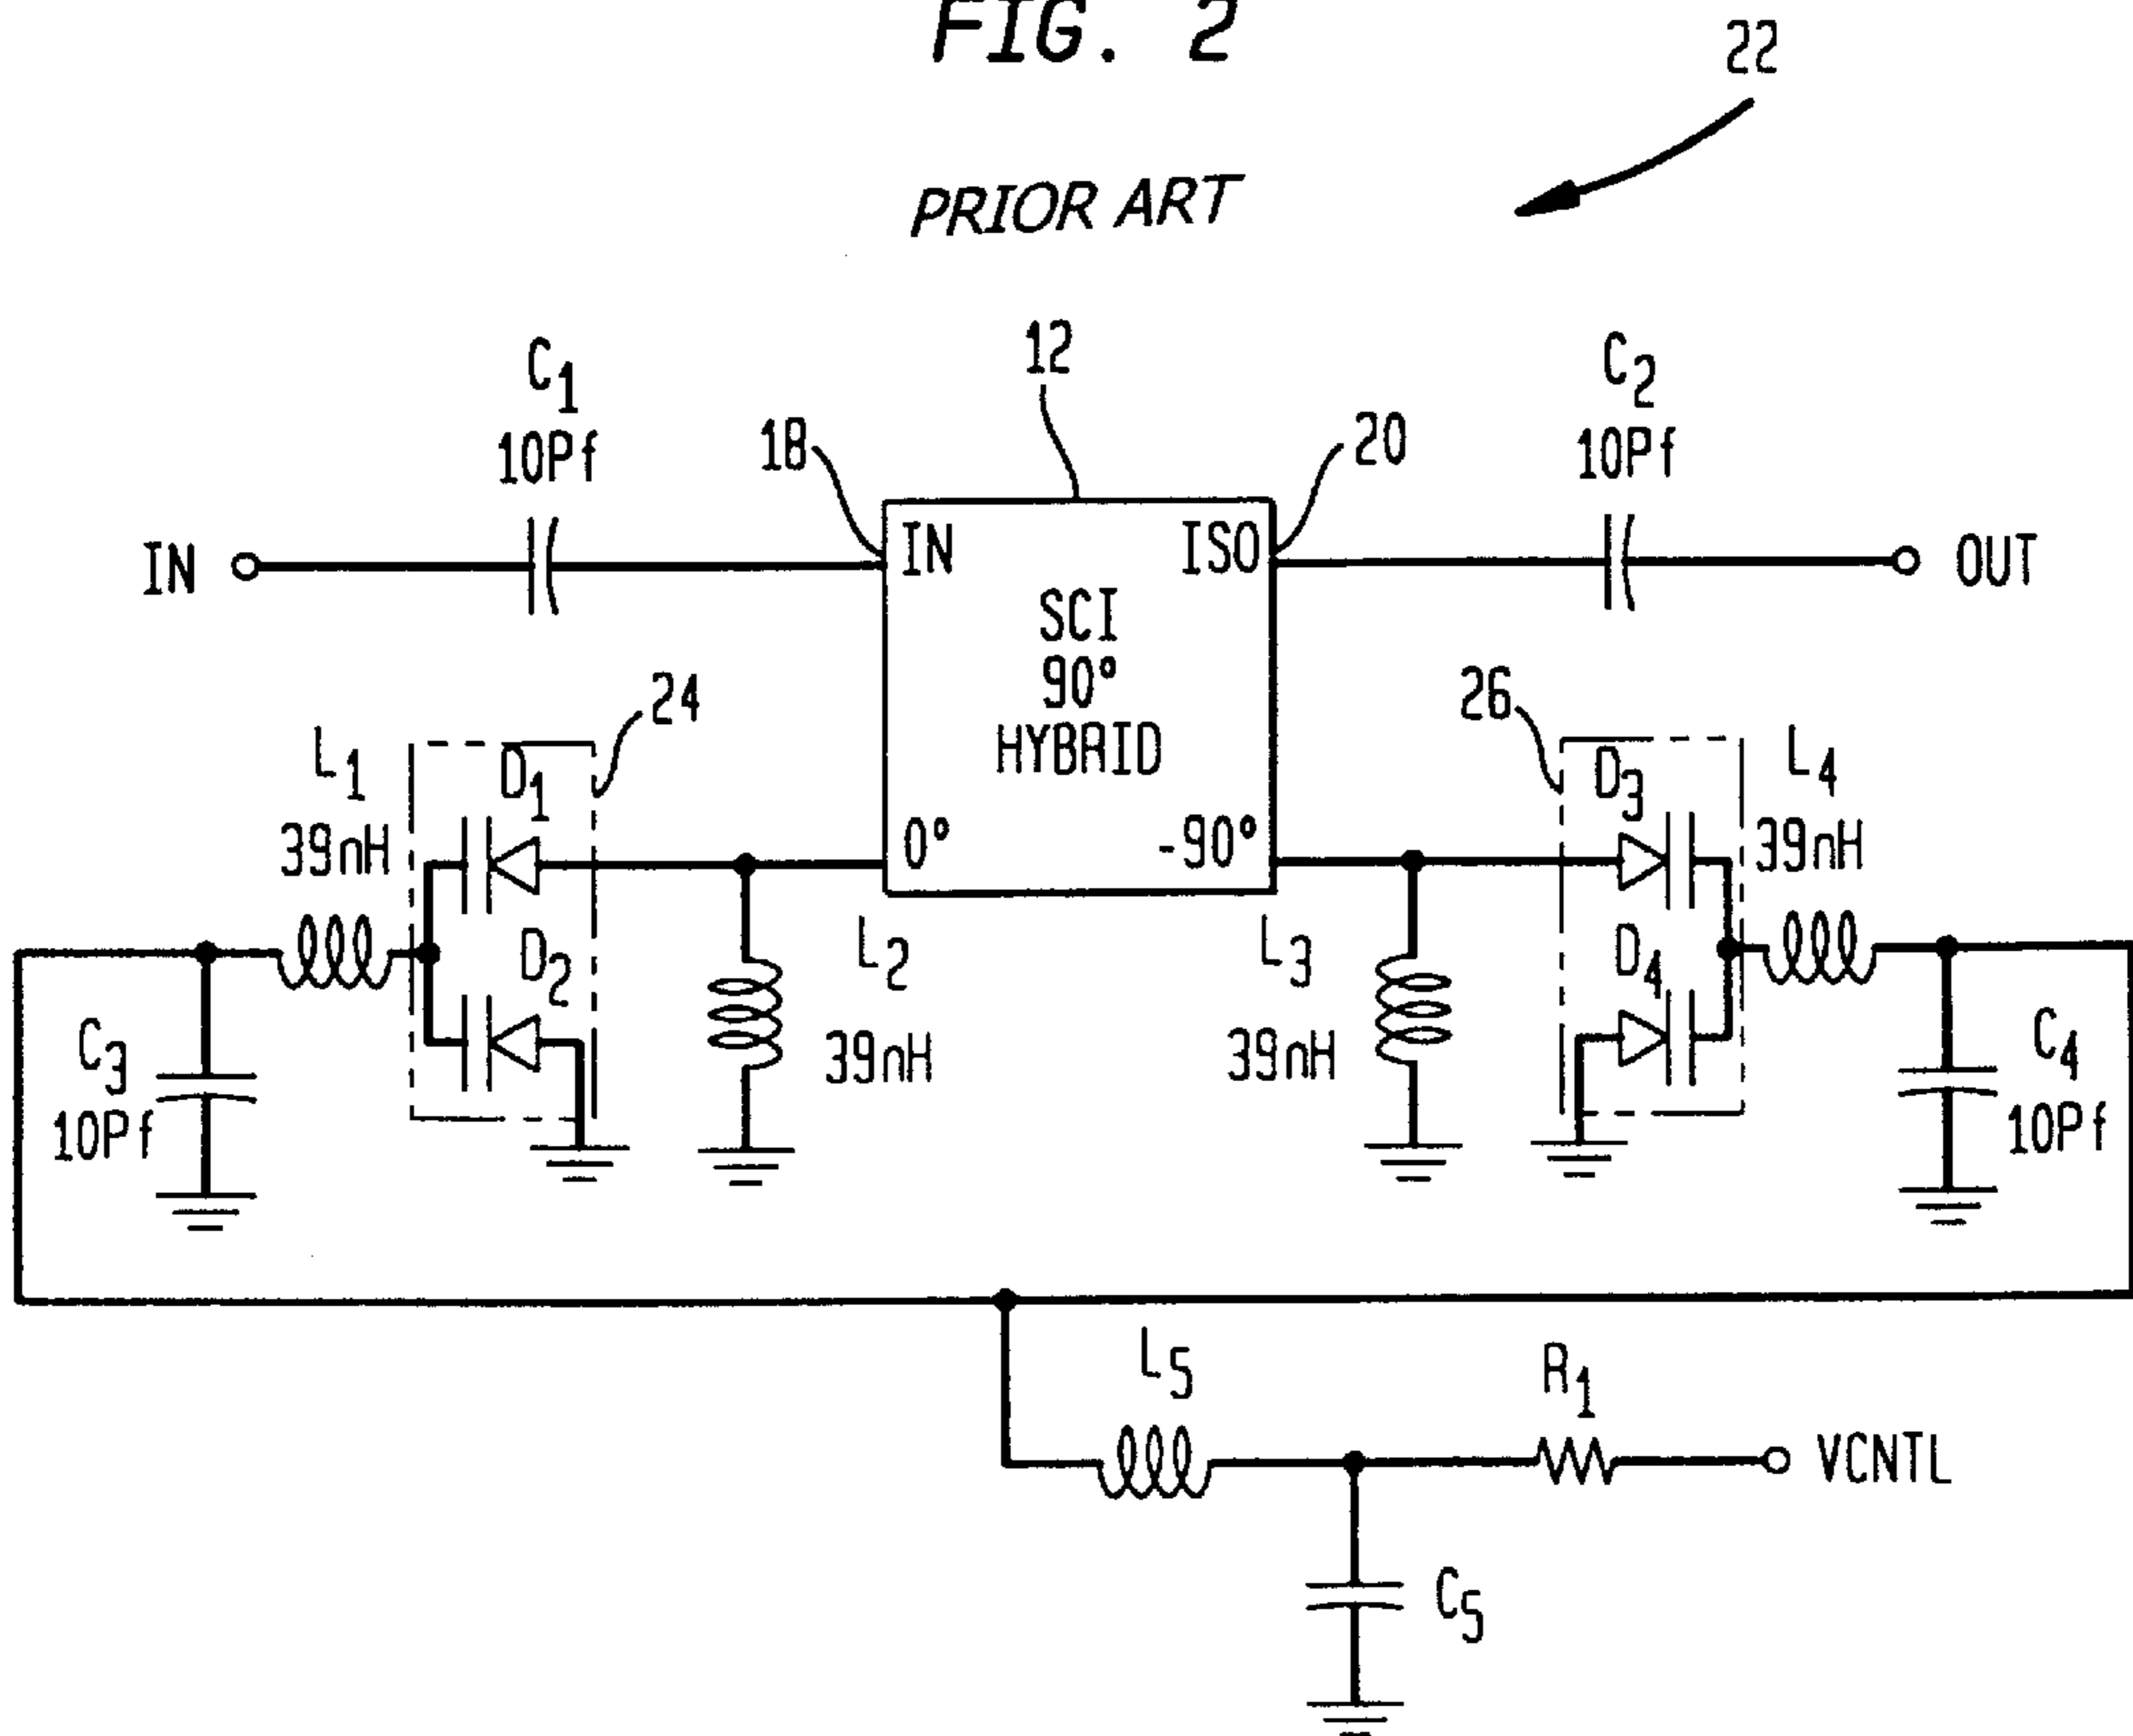 FIG. 2
22
PRIOR ART
C1
10Pf
12
C2
10Pf
18
20
IN
IN
ISO
OUT
SCI
90°
HYBRID
0°
-90°
L1
39nH
D1
24
26
D3
L4
39nH
D2
L2
39nH
L3
39nH
D4
C3
10Pf
C4
10Pf
L5
R1
VCNTL
C5